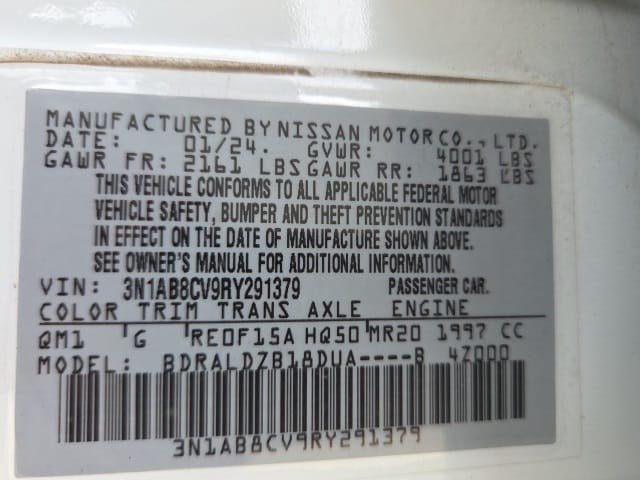 MANUFACTURED BY NISSAN MOTOR CO., LTD.
DATE: 01/24. GVWR: 4001 LBS
GAWR FR: 2161 LBS GAWR RR: 1863 LBS
THIS VEHICLE CONFORMS TO ALL APPLICABLE FEDERAL MOTOR
VEHICLE SAFETY, BUMPER AND THEFT PREVENTION STANDARDS
IN EFFECT ON THE DATE OF MANUFACTURE SHOWN ABOVE.
SEE OWNER'S MANUAL FOR ADDITIONAL INFORMATION.
VIN: 3N1AB8CV9RY291379 PASSENGER CAR.
COLOR TRIM TRANS AXLE ENGINE
QM1 G RE0F15A HQ50 MR20 1997 CC
MODEL: BDRALDZB18DUA----B 4Z000
3N1AB8CV9RY291379